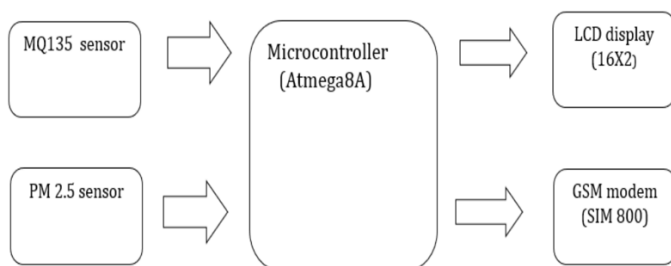 MQ135 sensor
Microcontroller
(Atmega8A)
LCD display
(16X2)
PM 2.5 sensor
GSM modem
(SIM 800)